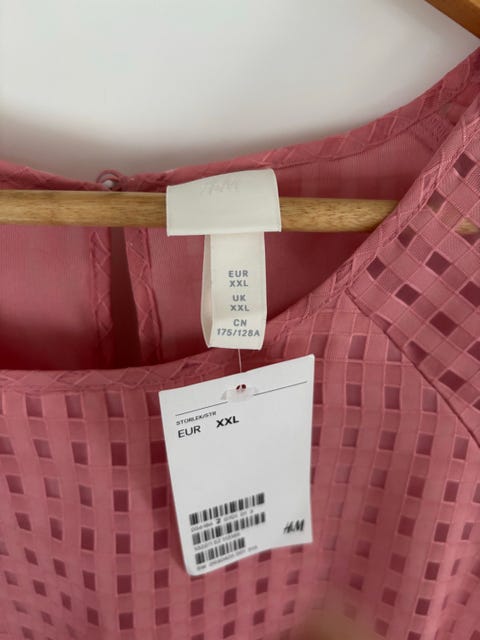 H&M
EUR
XXL
UK
XXL
CN
175/128A
STORLEK/STR
EUR XXL
H&M